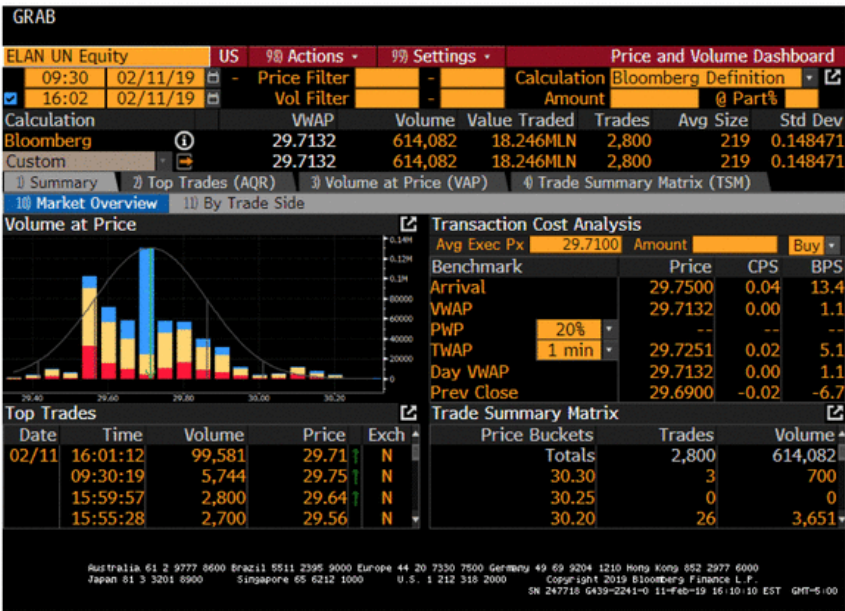 GRAB
ELAN UN Equity US 98) Actions 99) Settings Price and Volume Dashboard
09:30 02/11/19 - Price Filter - Calculation Bloomberg Definition
16:02 02/11/19 Vol Filter - Amount @ Part%
Calculation VWAP Volume Value Traded Trades Avg Size Std Dev
Bloomberg 29.7132 614,082 18.246MLN 2,800 219 0.148471
Custom 29.7132 614,082 18.246MLN 2,800 219 0.148471
1) Summary 2) Top Trades (AQR) 3) Volume at Price (VAP) 4) Trade Summary Matrix (TSM)
10) Market Overview 11) By Trade Side
Volume at Price
0.14M
0.12M
0.1M
80000
60000
40000
20000
0
29.40 29.60 29.80 30.00 30.20
Transaction Cost Analysis
Avg Exec Px 29.7100 Amount Buy
Benchmark Price CPS BPS
Arrival 29.7500 0.04 13.4
VWAP 29.7132 0.00 1.1
PWP 20% -- -- --
TWAP 1 min 29.7251 0.02 5.1
Day VWAP 29.7132 0.00 1.1
Prev Close 29.6900 -0.02 -6.7
Top Trades
Date Time Volume Price Exch
02/11 16:01:12 99,581 29.71 N
09:30:19 5,744 29.75 N
15:59:57 2,800 29.64 N
15:55:28 2,700 29.56 N
Trade Summary Matrix
Price Buckets Trades Volume
Totals 2,800 614,082
30.30 3 700
30.25 0 0
30.20 26 3,651
Australia 61 2 9777 8600 Brazil 5511 2395 9000 Europe 44 20 7330 7500 Germany 49 69 9204 1210 Hong Kong 852 2977 6000
Japan 81 3 3201 8900 Singapore 65 6212 1000 U.S. 1 212 318 2000 Copyright 2019 Bloomberg Finance L.P.
SN 247718 G439-2241-0 11-Feb-19 16:10:10 EST GMT-5:00